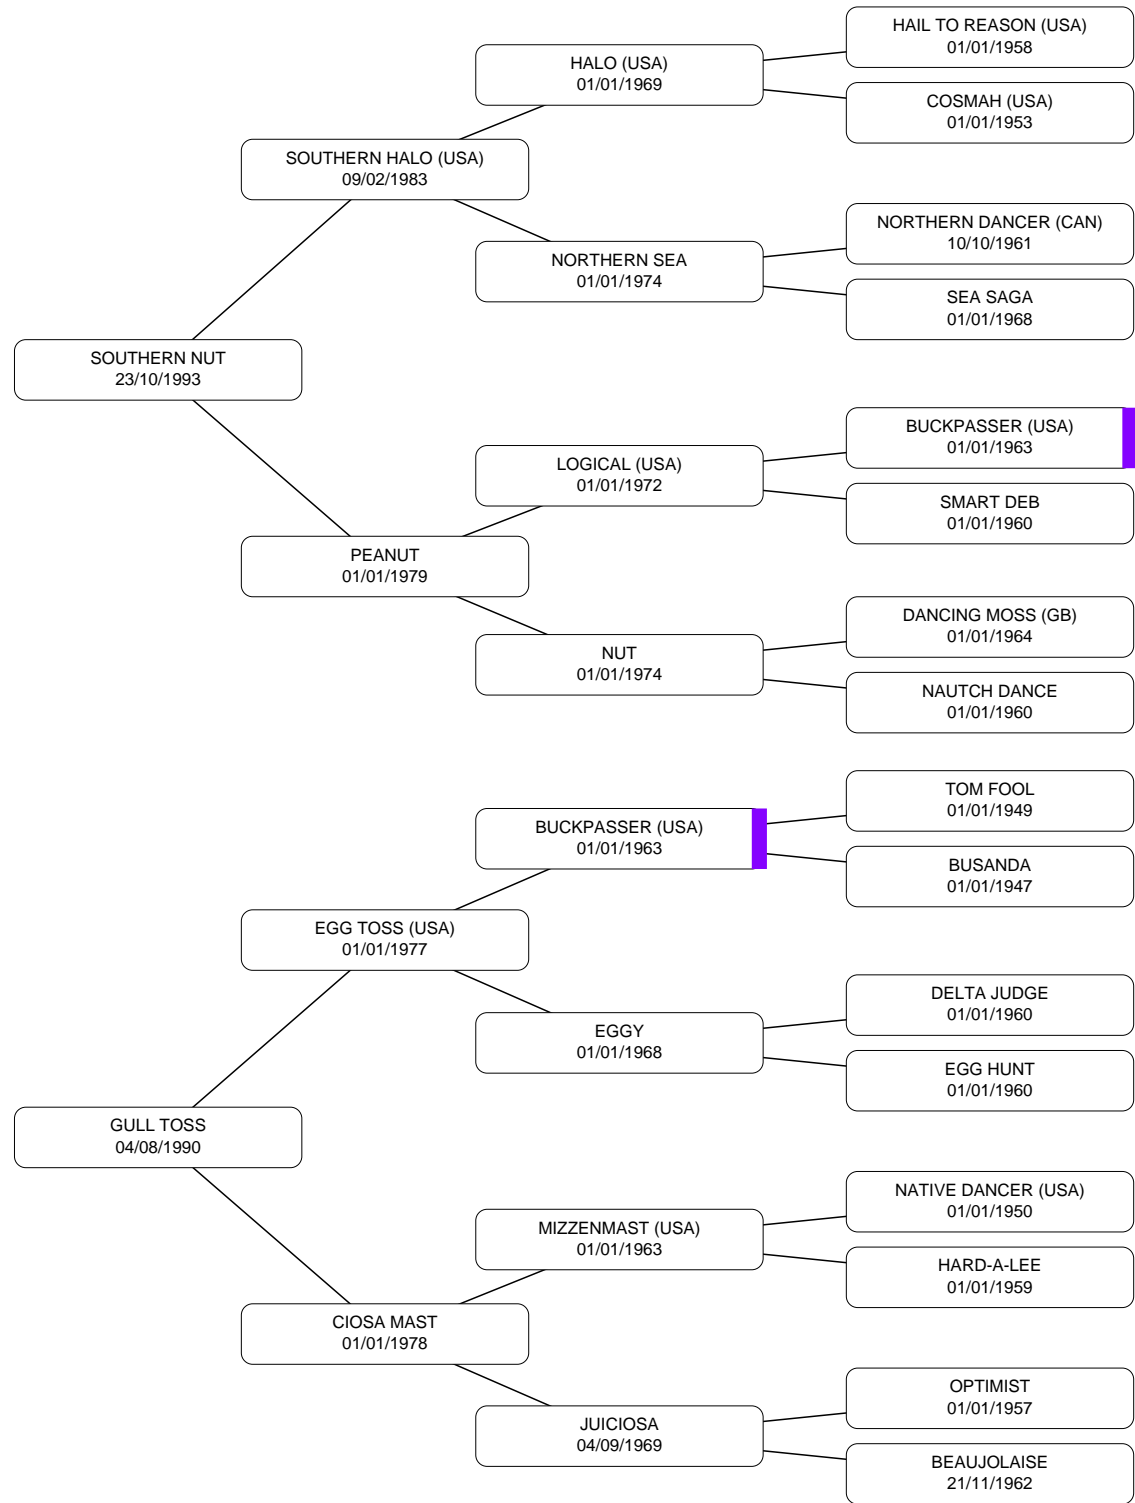 HAIL TO REASON (USA)
01/01/1958
HALO (USA)
01/01/1969
COSMAH (USA)
01/01/1953
SOUTHERN HALO (USA)
09/02/1983
NORTHERN DANCER (CAN)
10/10/1961
NORTHERN SEA
01/01/1974
SEA SAGA
01/01/1968
SOUTHERN NUT
23/10/1993
BUCKPASSER (USA)
01/01/1963
LOGICAL (USA)
01/01/1972
SMART DEB
01/01/1960
PEANUT
01/01/1979
DANCING MOSS (GB)
01/01/1964
NUT
01/01/1974
NAUTCH DANCE
01/01/1960
TOM FOOL
01/01/1949
BUCKPASSER (USA)
01/01/1963
BUSANDA
01/01/1947
EGG TOSS (USA)
01/01/1977
DELTA JUDGE
01/01/1960
EGGY
01/01/1968
EGG HUNT
01/01/1960
GULL TOSS
04/08/1990
NATIVE DANCER (USA)
01/01/1950
MIZZENMAST (USA)
01/01/1963
HARD-A-LEE
01/01/1959
CIOSA MAST
01/01/1978
OPTIMIST
01/01/1957
JUICIOSA
04/09/1969
BEAUJOLAISE
21/11/1962